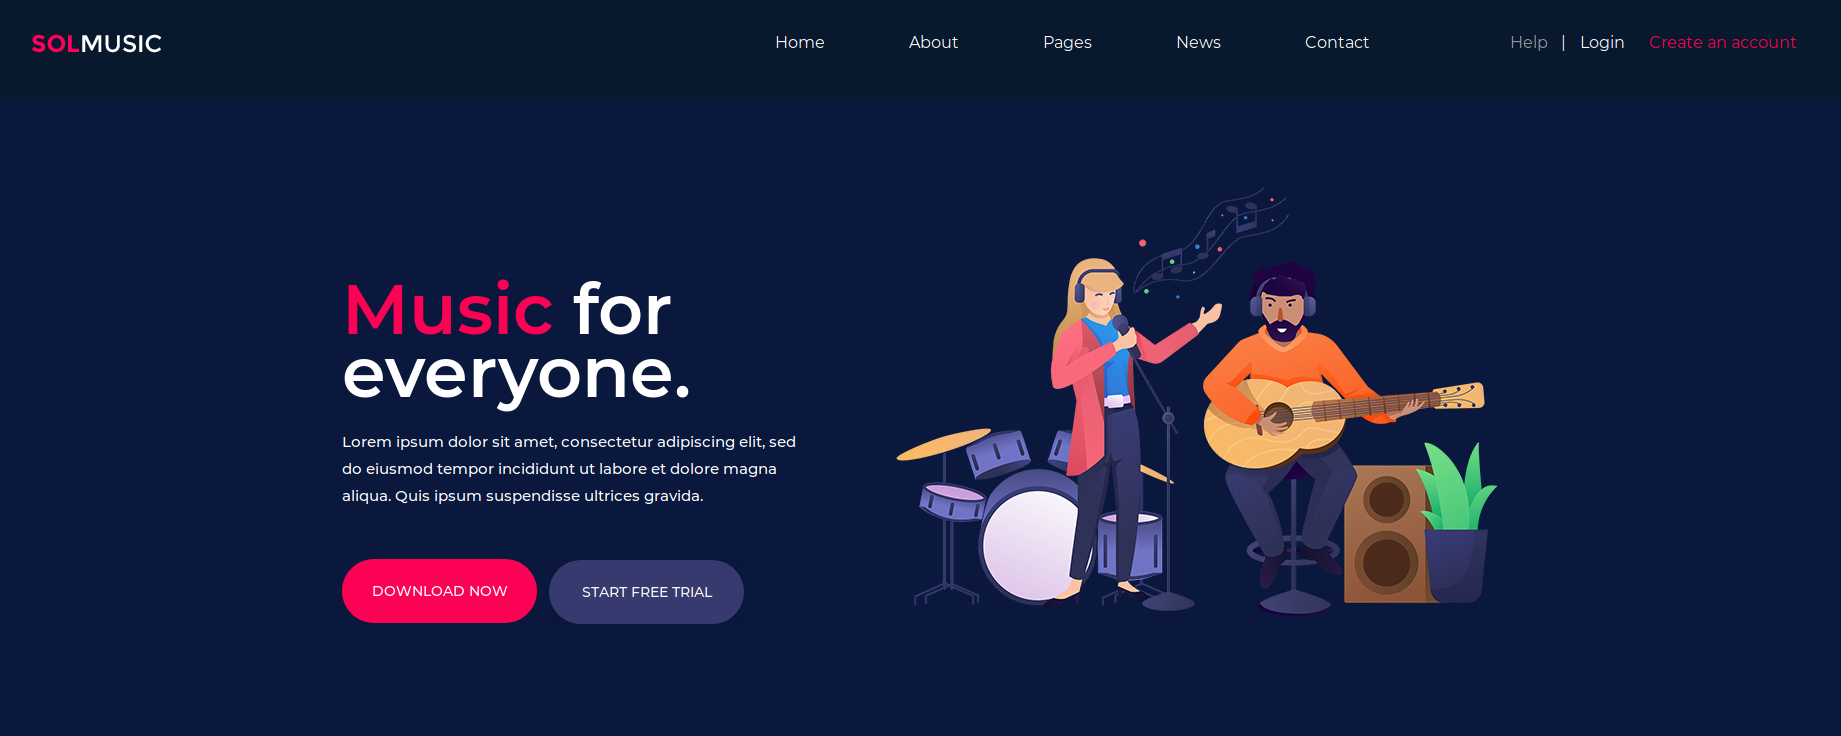 SOLMUSIC
Home About Pages News Contact Help | Login Create an account
Music for
everyone.
Lorem ipsum dolor sit amet, consectetur adipiscing elit, sed
do eiusmod tempor incididunt ut labore et dolore magna
aliqua. Quis ipsum suspendisse ultrices gravida.
DOWNLOAD NOW
START FREE TRIAL